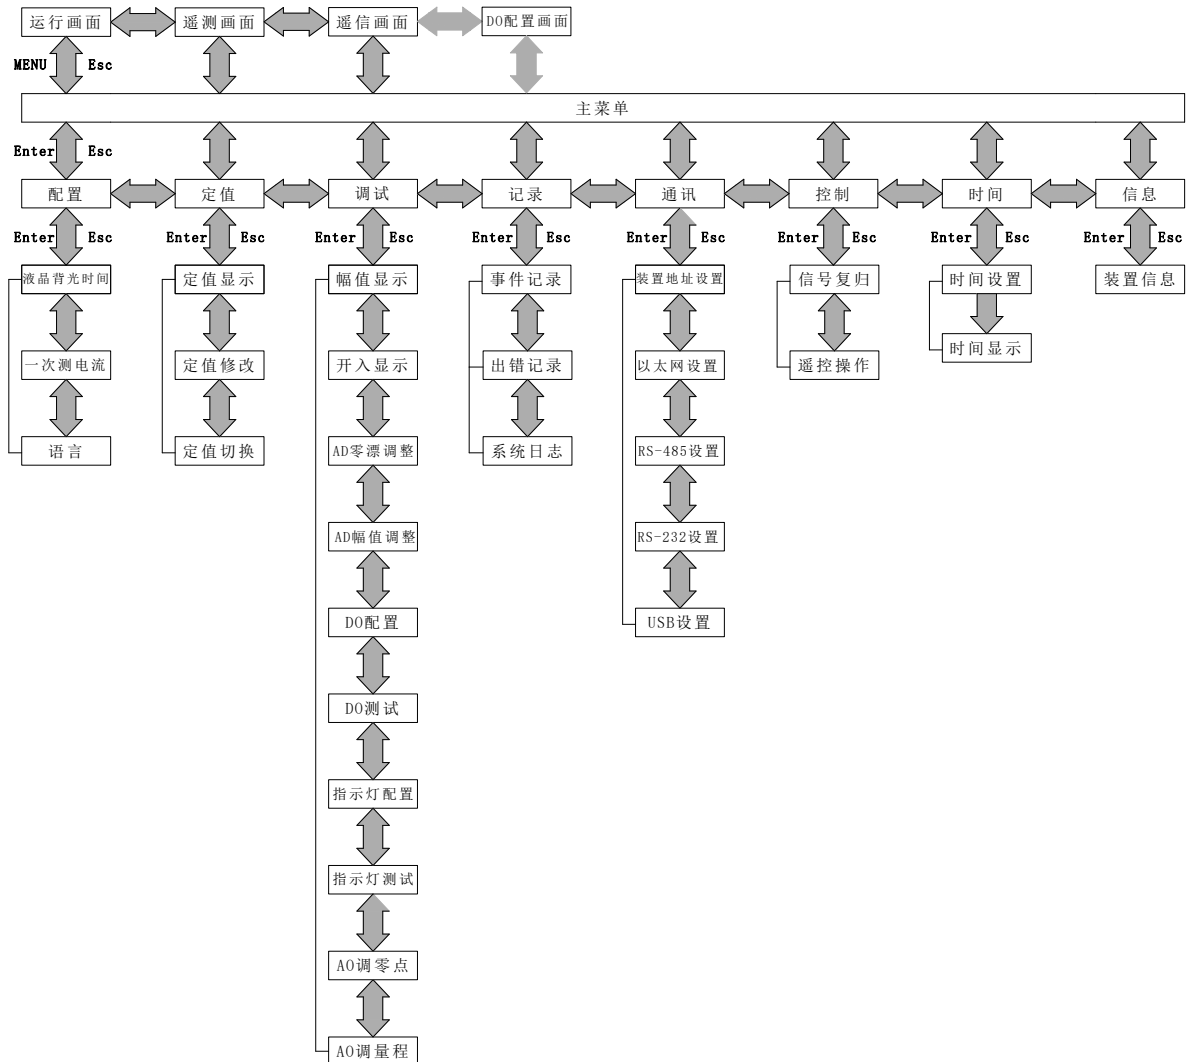 运行画面 遥测画面 遥信画面 DO配置画面
MENU Esc
主菜单
Enter Esc
配置 定值 调试 记录 通讯 控制 时间 信息
Enter Esc Enter Esc Enter Esc Enter Esc Enter Esc Enter Esc Enter Esc Enter Esc
液晶背光时间 定值显示 幅值显示 事件记录 装置地址设置 信号复归 时间设置 装置信息
一次测电流 定值修改 开入显示 出错记录 以太网设置 遥控操作 时间显示
语言 定值切换 AD零漂调整 系统日志 RS-485设置
AD幅值调整 RS-232设置
DO配置 USB设置
DO测试
指示灯配置
指示灯测试
AO调零点
AO调量程